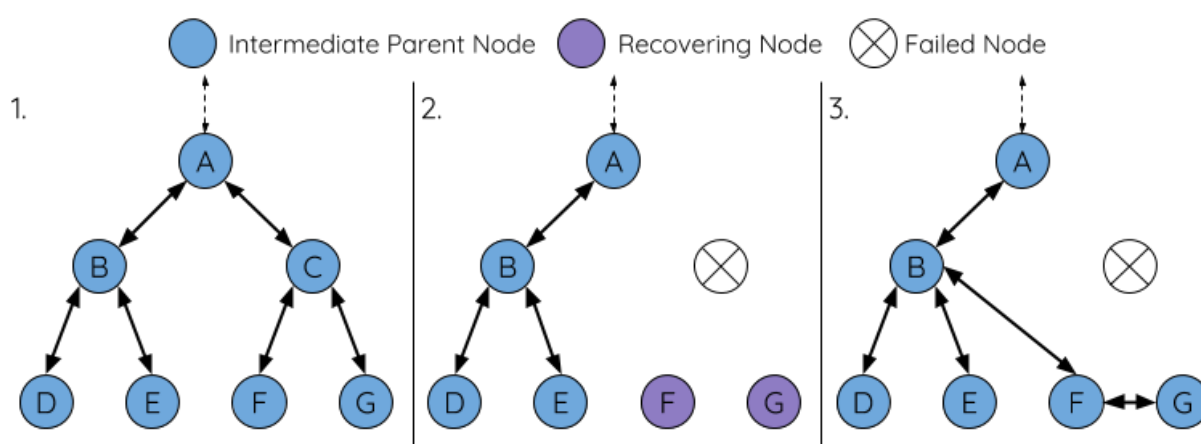 Intermediate Parent Node Recovering Node Failed Node
1. 2. 3.
A A A
B C B B
D E F G D E F G D E F G